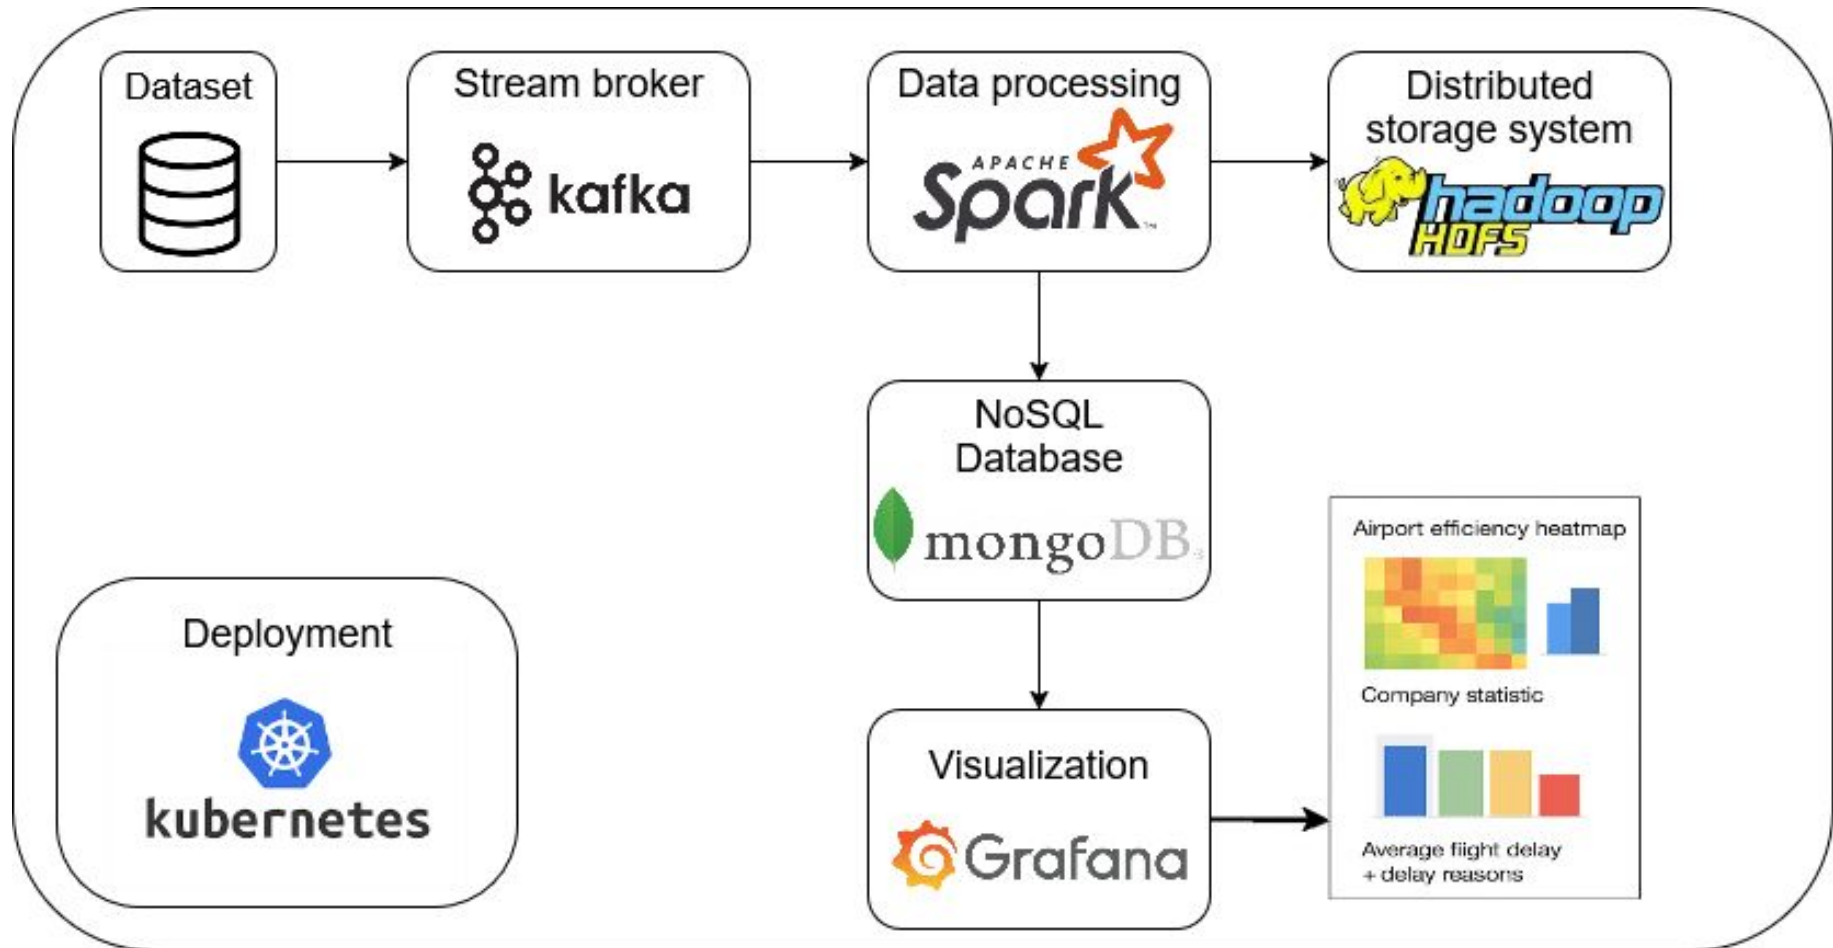 Dataset
Stream broker
kafka
Data processing
APACHE
Spark
TM
Distributed
storage system
hadoop
HDFS
NoSQL
Database
mongoDB
Deployment
kubernetes
Visualization
Grafana
Airport efficiency heatmap
Company statistic
Average flight delay
+ delay reasons